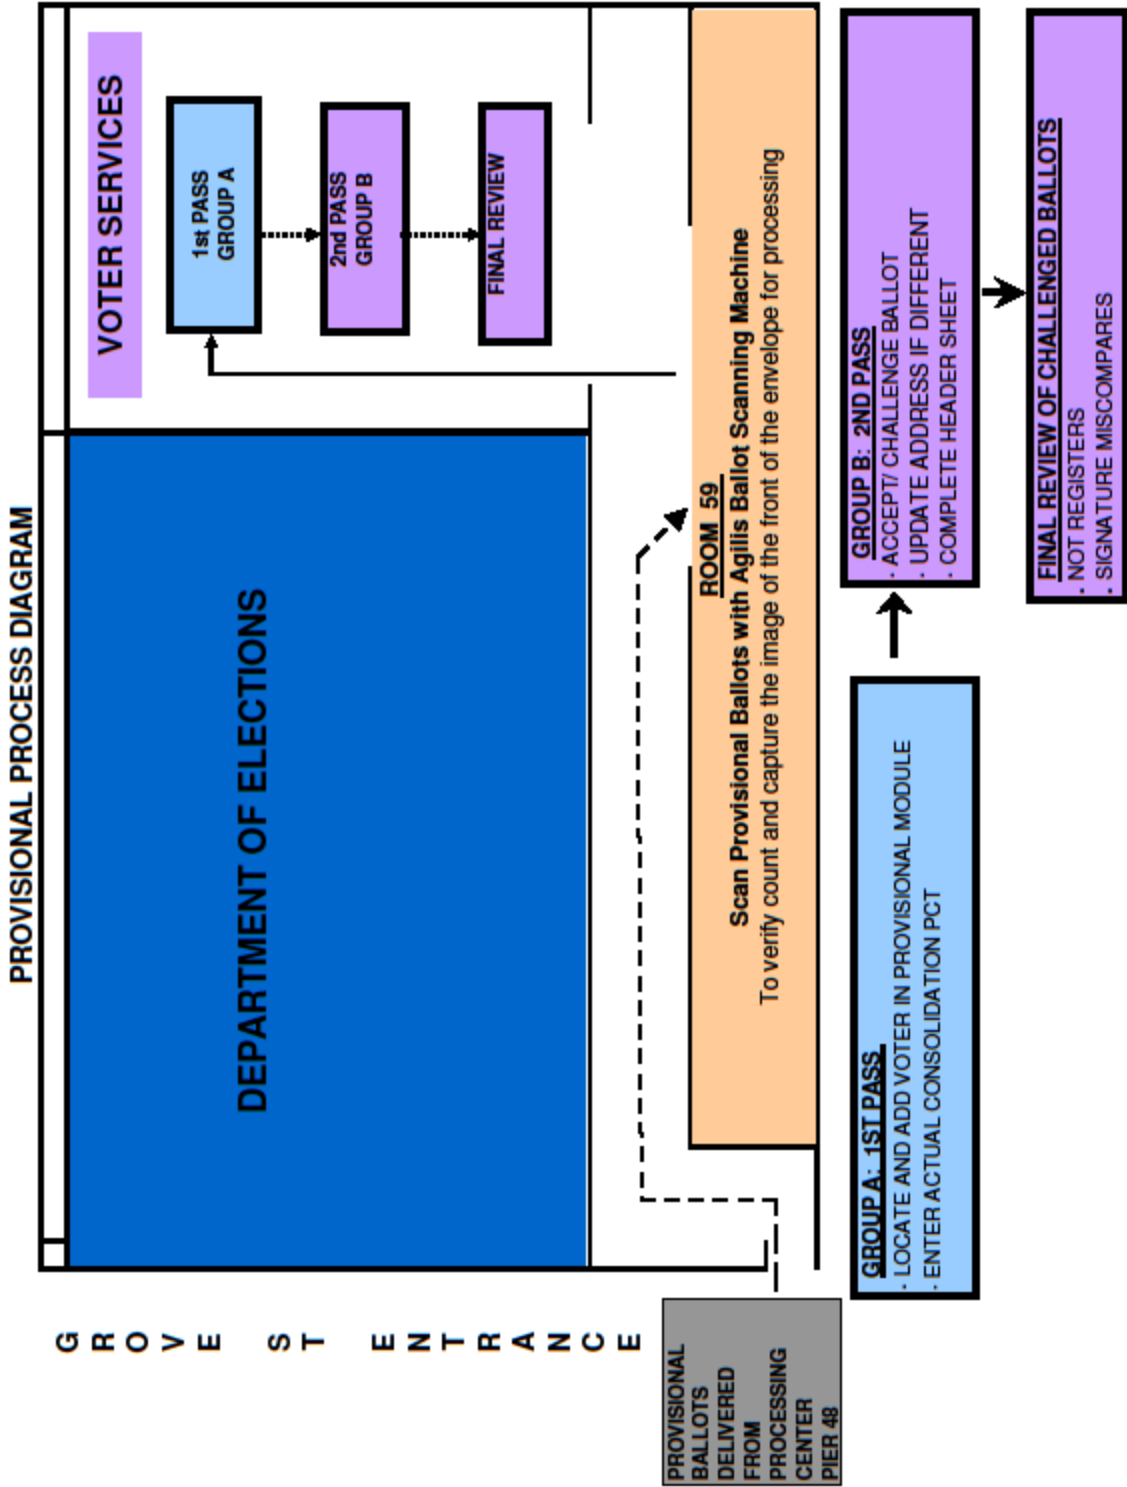 PROVISIONAL PROCESS DIAGRAM
VOTER SERVICES
1st PASS
GROUP A
2nd PASS
GROUP B
FINAL REVIEW
DEPARTMENT OF ELECTIONS
GROVE ST ENTRANCE
PROVISIONAL
BALLOTS
DELIVERED
FROM
PROCESSING
CENTER
PIER 48
ROOM 59
Scan Provisional Ballots with Agilis Ballot Scanning Machine
To verify count and capture the image of the front of the envelope for processing
GROUP A: 1ST PASS
· LOCATE AND ADD VOTER IN PROVISIONAL MODULE
· ENTER ACTUAL CONSOLIDATION PCT
GROUP B: 2ND PASS
· ACCEPT/ CHALLENGE BALLOT
· UPDATE ADDRESS IF DIFFERENT
· COMPLETE HEADER SHEET
FINAL REVIEW OF CHALLENGED BALLOTS
· NOT REGISTERS
· SIGNATURE MISCOMPARES